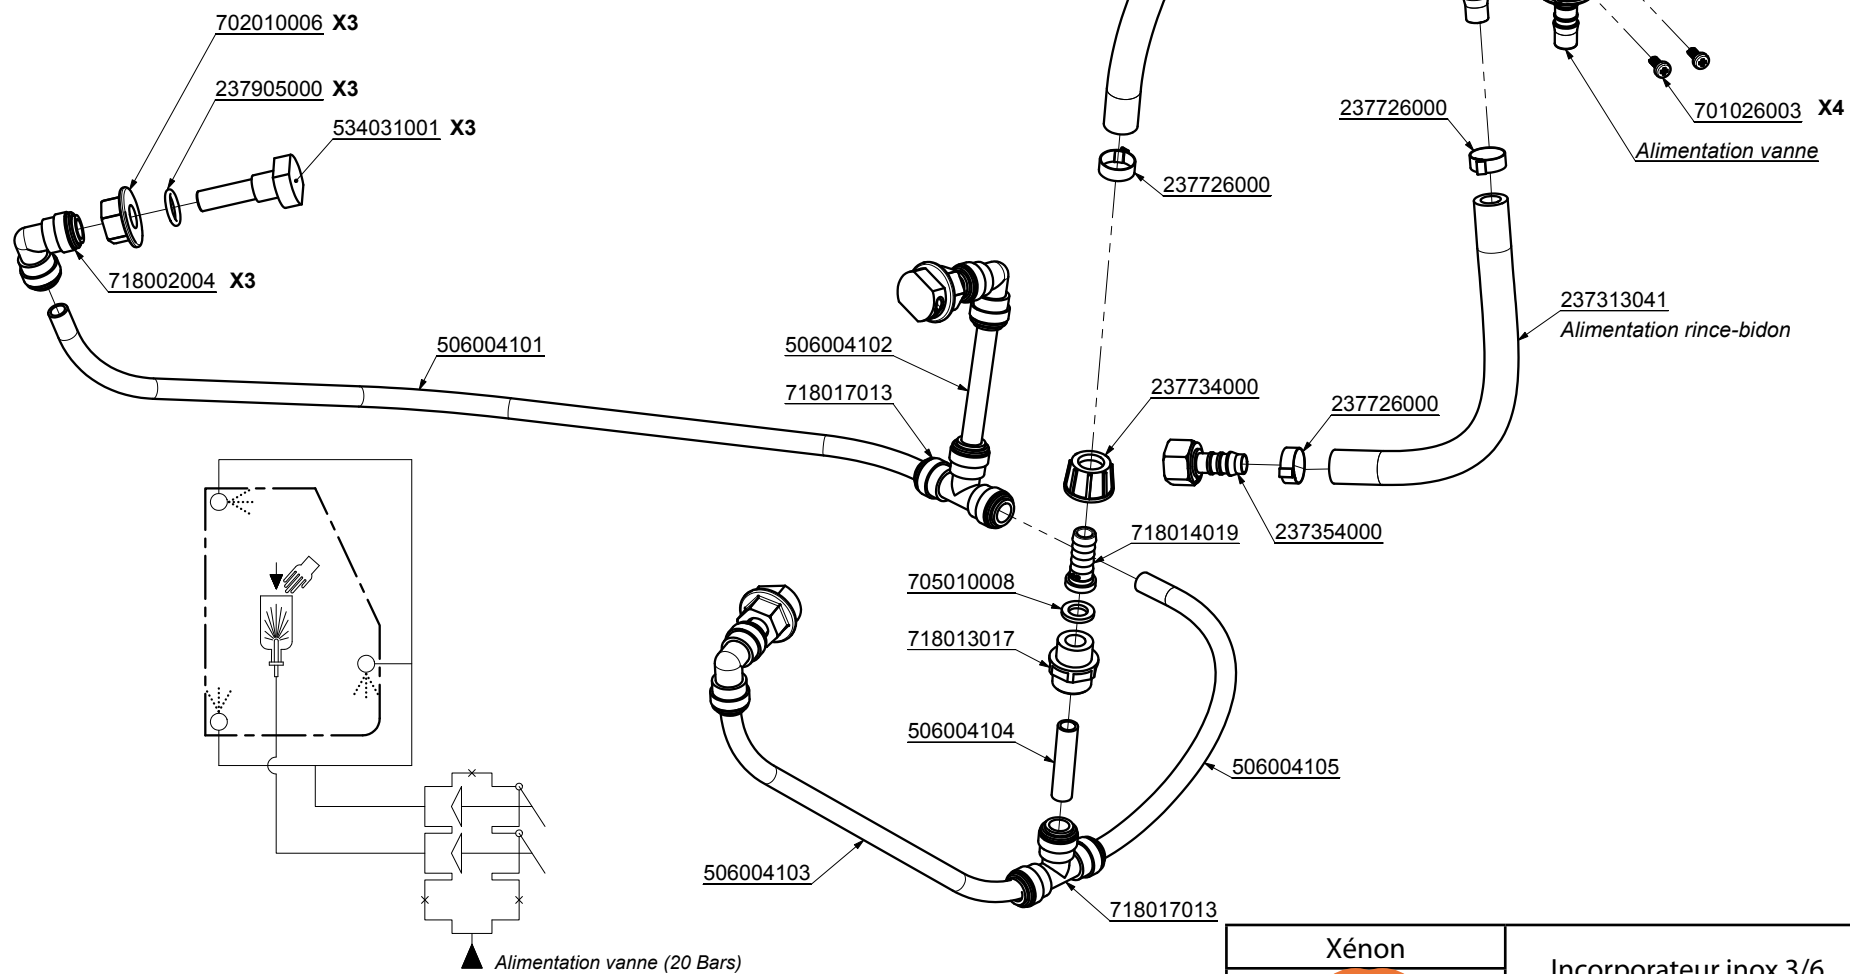 702010006 X3
237905000 X3
534031001 X3
718002004 X3
506004101
506004102
718017013
237726000
237726000
701026003 X4
Alimentation vanne
237313041
Alimentation rince-bidon
237734000
237726000
718014019
237354000
705010008
718013017
506004104
506004105
506004103
718017013
Alimentation vanne (20 Bars)
Xénon
Incorporateur inox 3/6